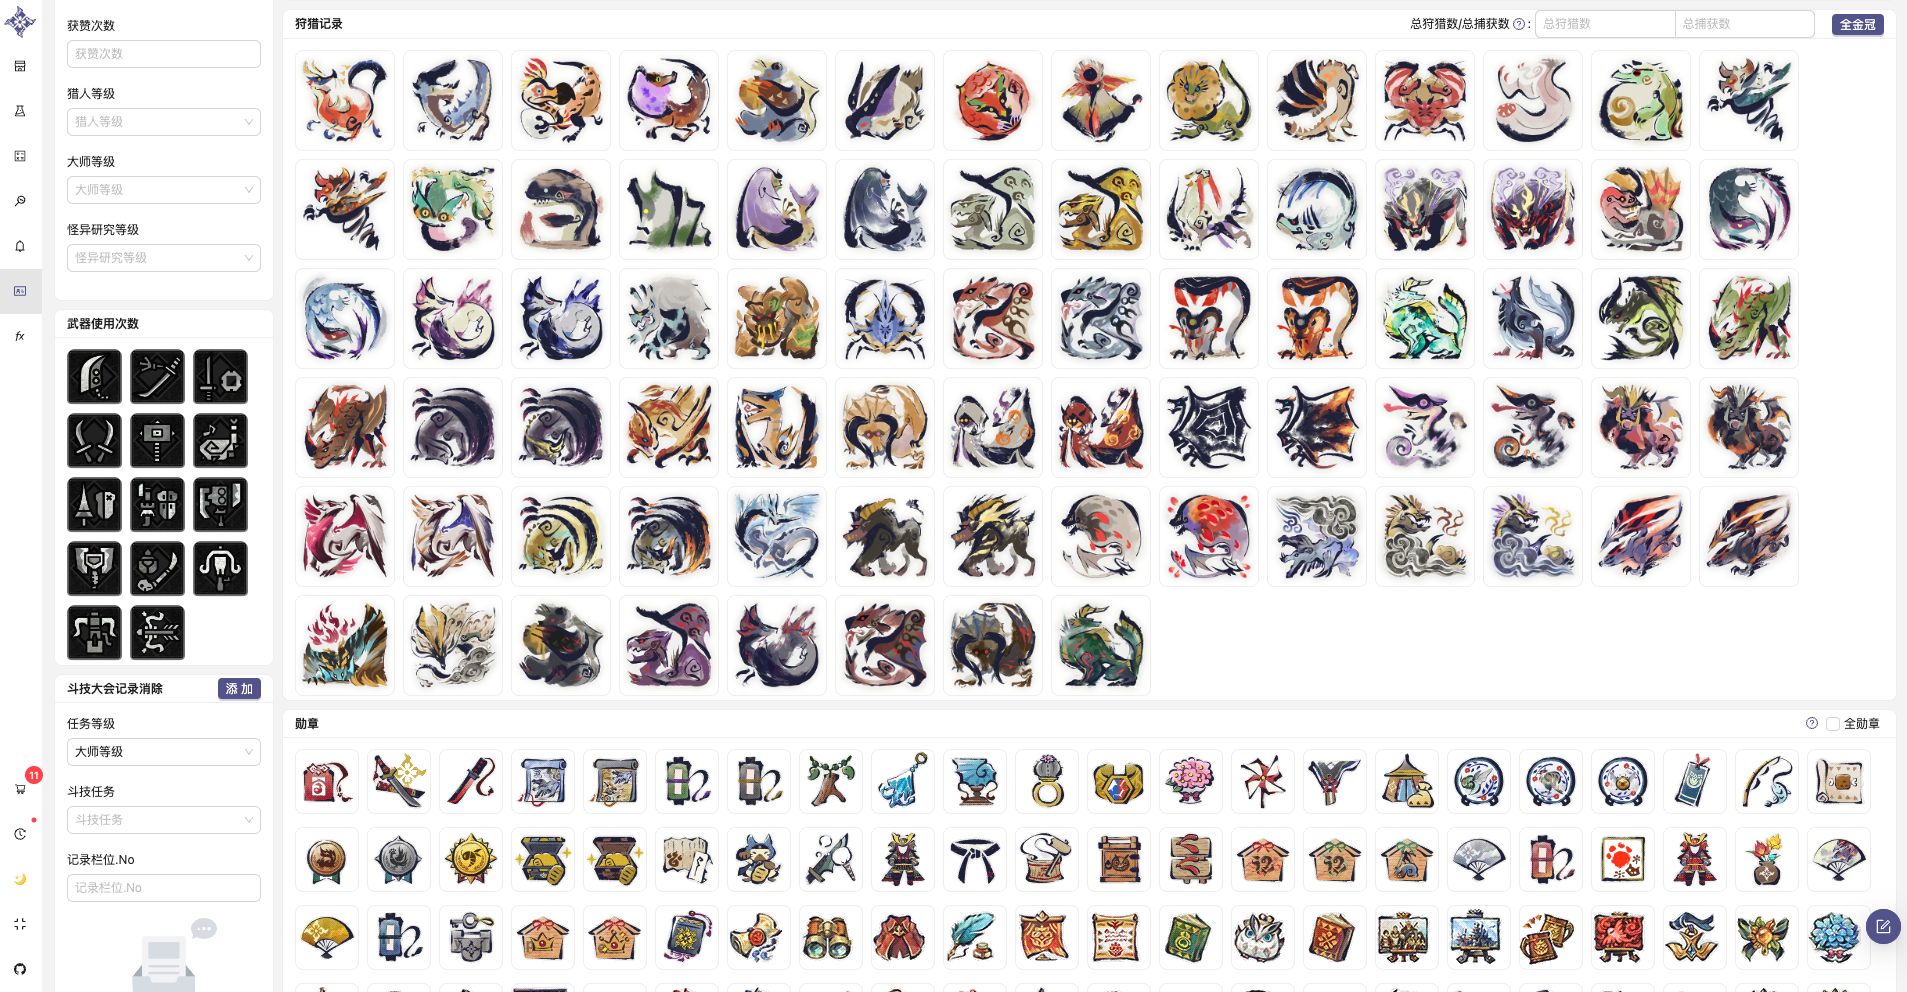 获赞次数
获赞次数
猎人等级
猎人等级
大师等级
大师等级
怪异研究等级
怪异研究等级
武器使用次数
斗技大会记录消除
添 加
任务等级
大师等级
斗技任务
斗技任务
记录栏位.No
记录栏位.No
fx
11
狩猎记录
总狩猎数/总捕获数 ? :
总狩猎数
总捕获数
全金冠
勋章
? 全勋章